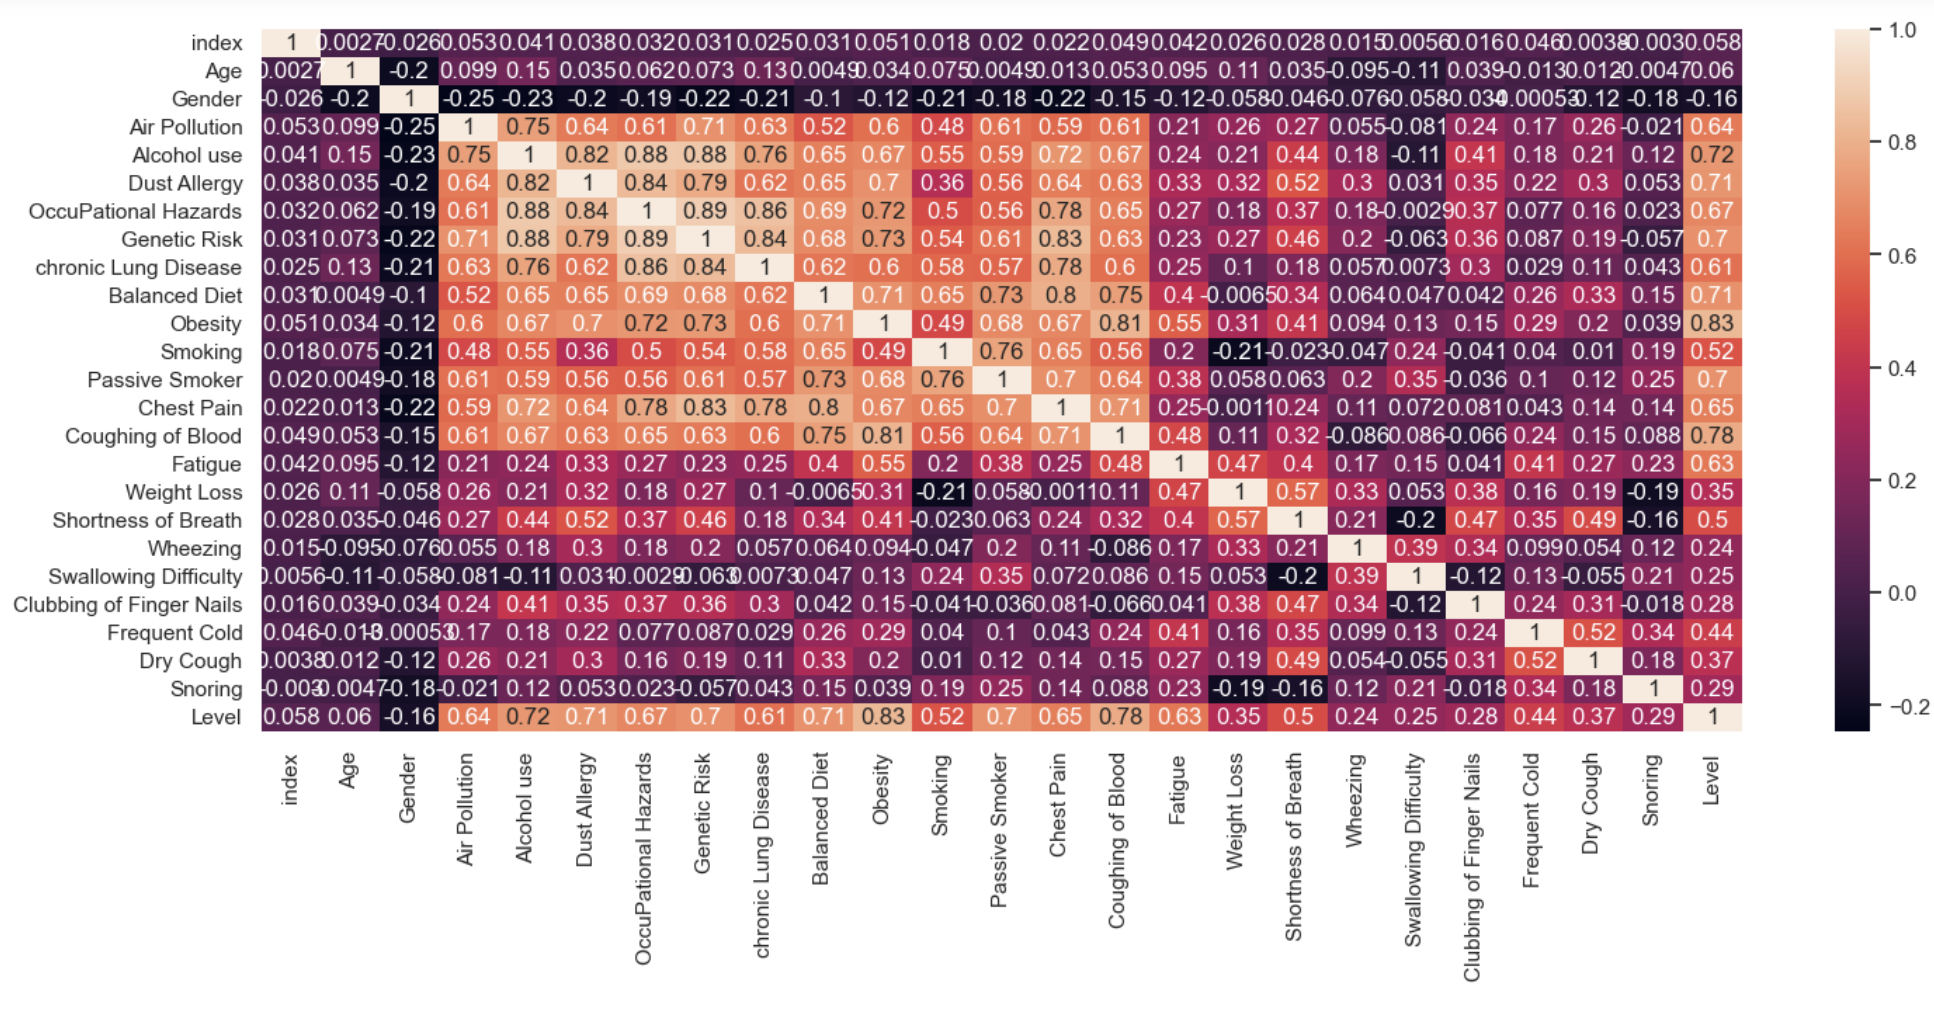 index 1 0.0027 -0.026 0.053 0.041 0.038 0.032 0.031 0.025 0.031 0.051 0.018 0.02 0.022 0.049 0.042 0.026 0.028 0.015 0.0056 0.016 0.046 0.0038 -0.003 0.058
Age 0.0027 1 -0.2 0.099 0.15 0.035 0.062 0.073 0.13 0.0049 0.034 0.075 0.0049 0.013 0.053 0.095 0.11 0.035 -0.095 -0.11 0.039 -0.013 0.012 0.0047 0.06
Gender -0.026 -0.2 1 -0.25 -0.23 -0.2 -0.19 -0.22 -0.21 -0.1 -0.12 -0.21 -0.18 -0.22 -0.15 -0.12 -0.058 -0.046 -0.076 -0.058 -0.034 -0.00053 -0.12 -0.18 -0.16
Air Pollution 0.053 0.099 -0.25 1 0.75 0.64 0.61 0.71 0.63 0.52 0.6 0.48 0.61 0.59 0.61 0.21 0.26 0.27 0.055 -0.081 0.24 0.17 0.26 -0.021 0.64
Alcohol use 0.041 0.15 -0.23 0.75 1 0.82 0.88 0.88 0.76 0.65 0.67 0.55 0.59 0.72 0.67 0.24 0.21 0.44 0.18 -0.11 0.41 0.18 0.21 0.12 0.72
Dust Allergy 0.038 0.035 -0.2 0.64 0.82 1 0.84 0.79 0.62 0.65 0.7 0.36 0.56 0.64 0.63 0.33 0.32 0.52 0.3 0.031 0.35 0.22 0.3 0.053 0.71
OccuPational Hazards 0.032 0.062 -0.19 0.61 0.88 0.84 1 0.89 0.86 0.69 0.72 0.5 0.56 0.78 0.65 0.27 0.18 0.37 0.18 -0.0029 0.37 0.077 0.16 0.023 0.67
Genetic Risk 0.031 0.073 -0.22 0.71 0.88 0.79 0.89 1 0.84 0.68 0.73 0.54 0.61 0.83 0.63 0.23 0.27 0.46 0.2 -0.063 0.36 0.087 0.19 -0.057 0.7
chronic Lung Disease 0.025 0.13 -0.21 0.63 0.76 0.62 0.86 0.84 1 0.62 0.6 0.58 0.57 0.78 0.6 0.25 0.1 0.18 0.057 0.0073 0.3 0.029 0.11 0.043 0.61
Balanced Diet 0.031 0.0049 -0.1 0.52 0.65 0.65 0.69 0.68 0.62 1 0.71 0.65 0.73 0.8 0.75 0.4 -0.0065 0.34 0.064 0.047 0.042 0.26 0.33 0.15 0.71
Obesity 0.051 0.034 -0.12 0.6 0.67 0.7 0.72 0.73 0.6 0.71 1 0.49 0.68 0.67 0.81 0.55 0.31 0.41 0.094 0.13 0.15 0.29 0.2 0.039 0.83
Smoking 0.018 0.075 -0.21 0.48 0.55 0.36 0.5 0.54 0.58 0.65 0.49 1 0.76 0.65 0.56 0.2 -0.21 -0.023 -0.047 0.24 -0.041 0.04 0.01 0.19 0.52
Passive Smoker 0.02 0.0049 -0.18 0.61 0.59 0.56 0.56 0.61 0.57 0.73 0.68 0.76 1 0.7 0.64 0.38 0.058 0.063 0.2 0.35 -0.036 0.1 0.12 0.25 0.7
Chest Pain 0.022 0.013 -0.22 0.59 0.72 0.64 0.78 0.83 0.78 0.8 0.67 0.65 0.7 1 0.71 0.25 -0.0011 0.24 0.11 0.072 0.081 0.043 0.14 0.14 0.65
Coughing of Blood 0.049 0.053 -0.15 0.61 0.67 0.63 0.65 0.63 0.6 0.75 0.81 0.56 0.64 0.71 1 0.48 0.11 0.32 -0.086 0.086 -0.066 0.24 0.15 0.088 0.78
Fatigue 0.042 0.095 -0.12 0.21 0.24 0.33 0.27 0.23 0.25 0.4 0.55 0.2 0.38 0.25 0.48 1 0.47 0.4 0.17 0.15 0.041 0.41 0.27 0.23 0.63
Weight Loss 0.026 0.11 -0.058 0.26 0.21 0.32 0.18 0.27 0.1 -0.0065 0.31 -0.21 0.058 -0.0011 0.11 0.47 1 0.57 0.33 0.053 0.38 0.16 0.19 -0.19 0.35
Shortness of Breath 0.028 0.035 -0.046 0.27 0.44 0.52 0.37 0.46 0.18 0.34 0.41 -0.023 0.063 0.24 0.32 0.4 0.57 1 0.21 -0.2 0.47 0.35 0.49 -0.16 0.5
Wheezing 0.015 -0.095 -0.076 0.055 0.18 0.3 0.18 0.2 0.057 0.064 0.094 -0.047 0.2 0.11 -0.086 0.17 0.33 0.21 1 0.39 0.34 0.099 0.054 0.12 0.24
Swallowing Difficulty 0.0056 -0.11 -0.058 -0.081 -0.11 0.031 -0.0029 -0.063 0.0073 0.047 0.13 0.24 0.35 0.072 0.086 0.15 0.053 -0.2 0.39 1 -0.12 0.13 -0.055 0.21 0.25
Clubbing of Finger Nails 0.016 0.039 -0.034 0.24 0.41 0.35 0.37 0.36 0.3 0.042 0.15 -0.041 -0.036 0.081 -0.066 0.041 0.38 0.47 0.34 -0.12 1 0.24 0.31 -0.018 0.28
Frequent Cold 0.046 -0.013 -0.00053 0.17 0.18 0.22 0.077 0.087 0.029 0.26 0.29 0.04 0.1 0.043 0.24 0.41 0.16 0.35 0.099 0.13 0.24 1 0.52 0.34 0.44
Dry Cough 0.0038 0.012 -0.12 0.26 0.21 0.3 0.16 0.19 0.11 0.33 0.2 0.01 0.12 0.14 0.15 0.27 0.19 0.49 0.054 -0.055 0.31 0.52 1 0.18 0.37
Snoring -0.003 0.0047 -0.18 -0.021 0.12 0.053 0.023 -0.057 0.043 0.15 0.039 0.19 0.25 0.14 0.088 0.23 -0.19 -0.16 0.12 0.21 -0.018 0.34 0.18 1 0.29
Level 0.058 0.06 -0.16 0.64 0.72 0.71 0.67 0.7 0.61 0.71 0.83 0.52 0.7 0.65 0.78 0.63 0.35 0.5 0.24 0.25 0.28 0.44 0.37 0.29 1
index
Age
Gender
Air Pollution
Alcohol use
Dust Allergy
OccuPational Hazards
Genetic Risk
chronic Lung Disease
Balanced Diet
Obesity
Smoking
Passive Smoker
Chest Pain
Coughing of Blood
Fatigue
Weight Loss
Shortness of Breath
Wheezing
Swallowing Difficulty
Clubbing of Finger Nails
Frequent Cold
Dry Cough
Snoring
Level
1.0
0.8
0.6
0.4
0.2
0.0
−0.2